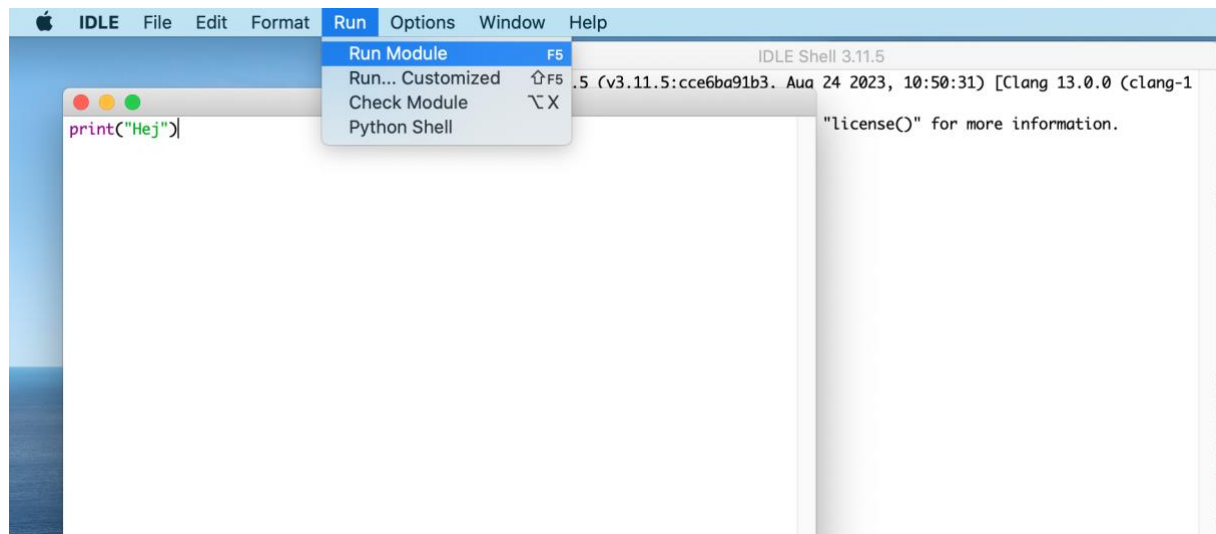 IDLE File Edit Format Run Options Window Help
Run Module F5
IDLE Shell 3.11.5
Run... Customized ⇧F5
.5 (v3.11.5:cce6ba91b3, Aug 24 2023, 10:50:31) [Clang 13.0.0 (clang-1
Check Module ⌥X
"license()" for more information.
Python Shell
print("Hej")